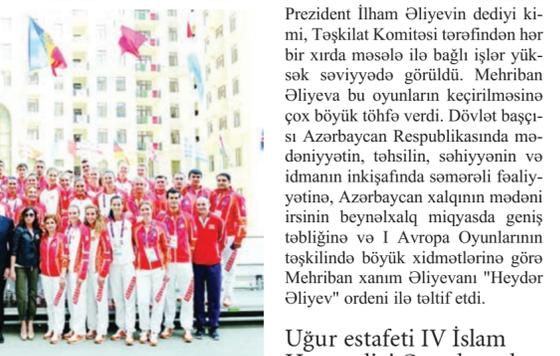 Prezident İlham Əliyevin dediyi ki-
mi, Təşkilat Komitəsi tərəfindən hər
bir xırda məsələ ilə bağlı işlər yük-
sək səviyyədə görüldü. Mehriban
Əliyeva bu oyunların keçirilməsinə
çox böyük töhfə verdi. Dövlət başçı-
sı Azərbaycan Respublikasında mə-
dəniyyətin, təhsilin, səhiyyənin və
idmanın inkişafında səmərəli fəaliy-
yətinə, Azərbaycan xalqının mədəni
irsinin beynəlxalq miqyasda geniş
təbliğinə və I Avropa Oyunlarının
təşkilində böyük xidmətlərinə görə
Mehriban xanım Əliyevanı "Heydər
Əliyev" ordeni ilə təltif etdi.
Uğur estafeti IV İslam